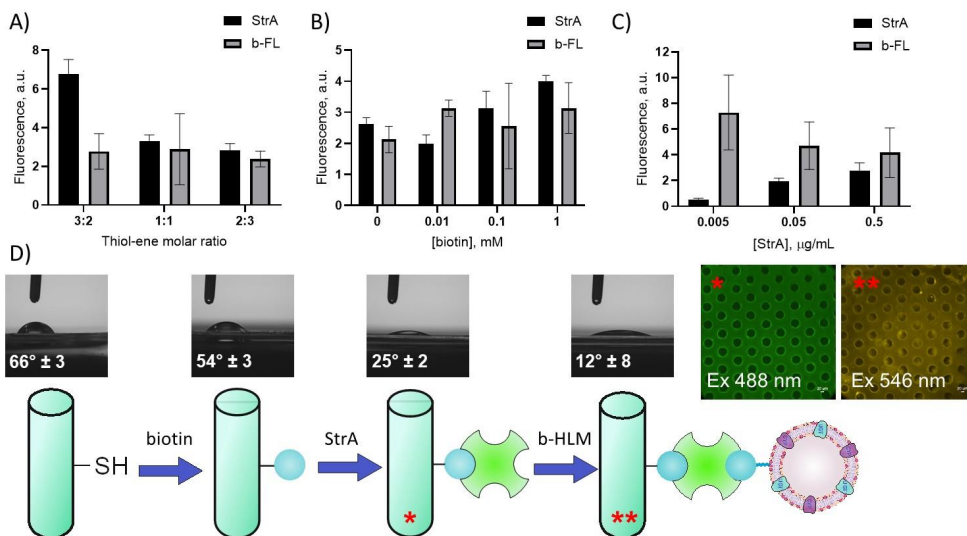 A)
StrA
b-FL
Fluorescence, a.u.
8
6
4
2
0
3:2
1:1
2:3
Thiol-ene molar ratio
B)
StrA
b-FL
Fluorescence, a.u.
5
4
3
2
1
0
0
0.01
0.1
1
[biotin], mM
C)
StrA
b-FL
Fluorescence, a.u.
12
10
8
6
4
2
0
0.005
0.05
0.5
[StrA], µg/mL
D)
66° ± 3
54° ± 3
25° ± 2
12° ± 8
*
Ex 488 nm
**
Ex 546 nm
SH
biotin
StrA
b-HLM
*
**